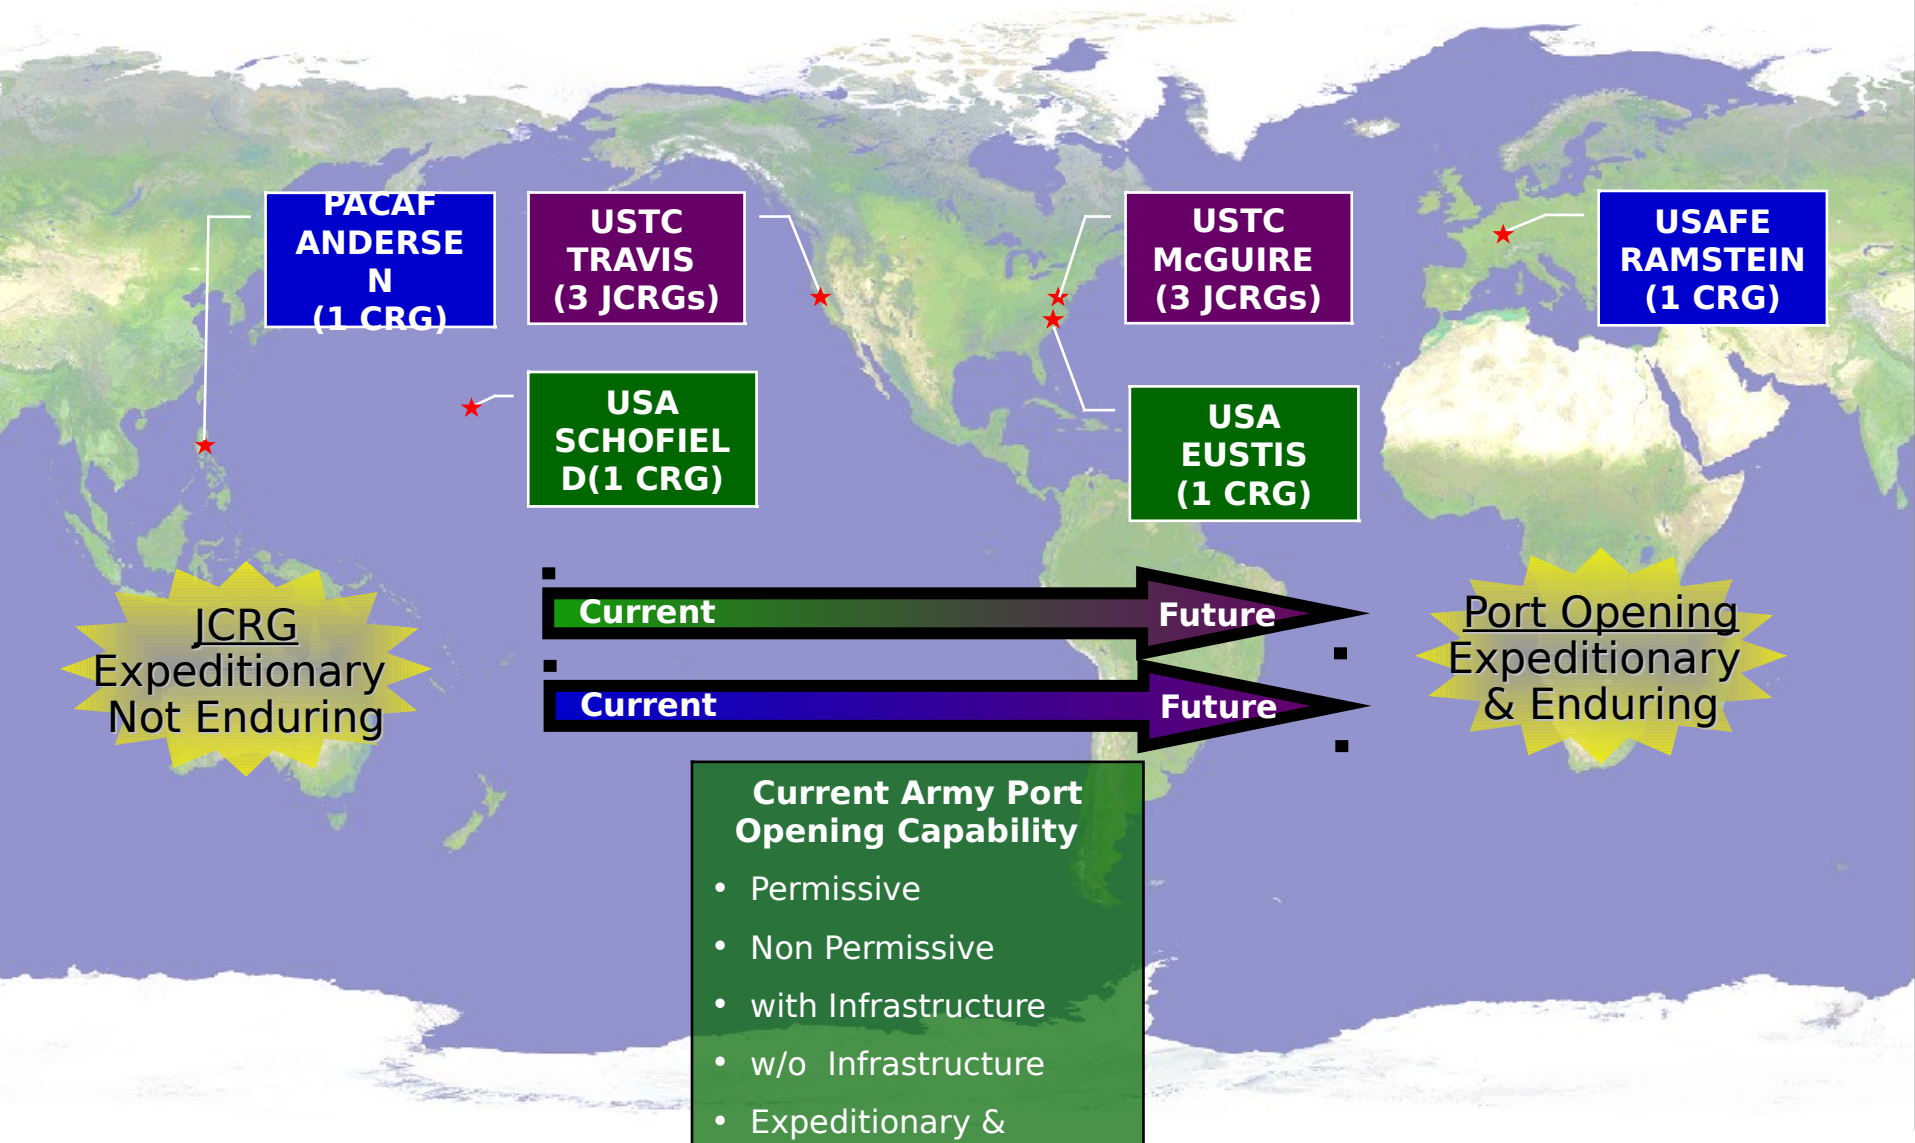 PACAF
ANDERSE
N
(1 CRG)
USTC
TRAVIS
(3 JCRGs)
USTC
McGUIRE
(3 JCRGs)
USAFE
RAMSTEIN
(1 CRG)
USA
SCHOFIEL
D(1 CRG)
USA
EUSTIS
(1 CRG)
JCRG
Expeditionary
Not Enduring
Current
Future
Current
Future
Port Opening
Expeditionary
& Enduring
Current Army Port
Opening Capability
• Permissive
• Non Permissive
• with Infrastructure
• w/o  Infrastructure
• Expeditionary &